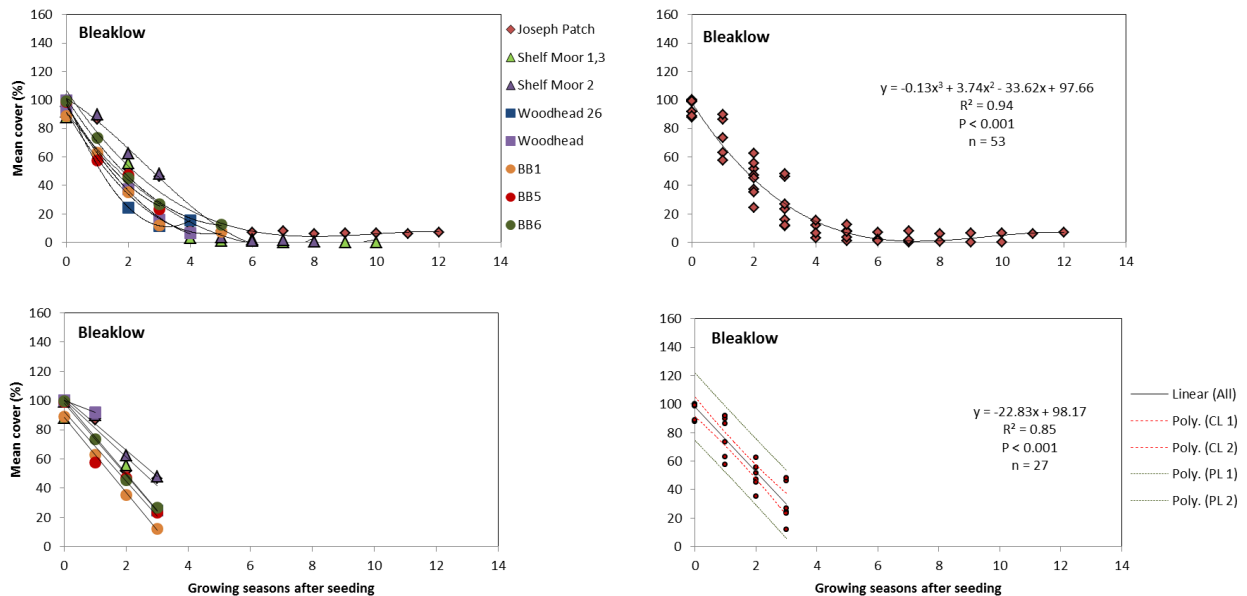 160
140
120
100
80
60
40
20
0
Mean cover (%)
Bleaklow
0 2 4 6 8 10 12 14
Joseph Patch
Shelf Moor 1,3
Shelf Moor 2
Woodhead 26
Woodhead
BB1
BB5
BB6
160
140
120
100
80
60
40
20
0
Bleaklow
y = -0.13x³ + 3.74x² - 33.62x + 97.66
R² = 0.94
P < 0.001
n = 53
0 2 4 6 8 10 12 14
160
140
120
100
80
60
40
20
0
Mean cover (%)
Bleaklow
0 2 4 6 8 10 12 14
Growing seasons after seeding
160
140
120
100
80
60
40
20
0
Bleaklow
y = -22.83x + 98.17
R² = 0.85
P < 0.001
n = 27
0 2 4 6 8 10 12 14
Growing seasons after seeding
Linear (All)
Poly. (CL 1)
Poly. (CL 2)
Poly. (PL 1)
Poly. (PL 2)